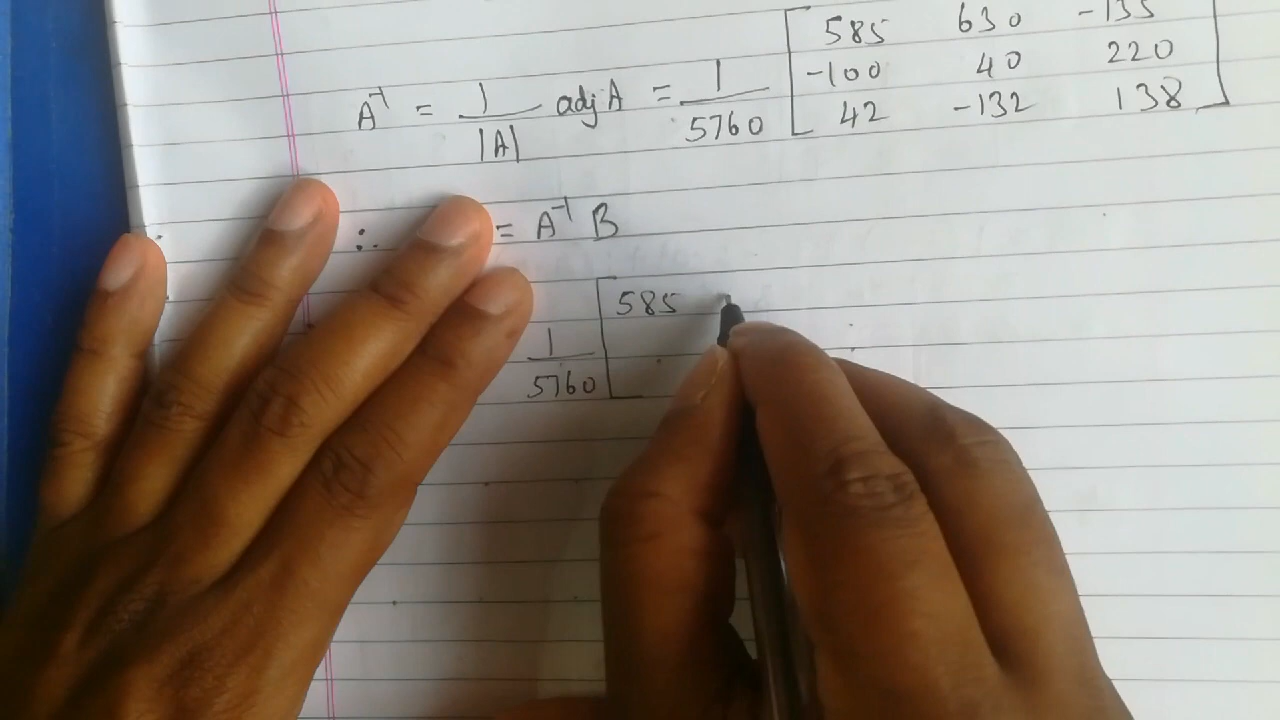 A⁻¹ = 1/|A| adj A = 1/5760 [585 630 -135
-100 40 220
42 -132 138]
∴ = A⁻¹ B
1/5760 [585